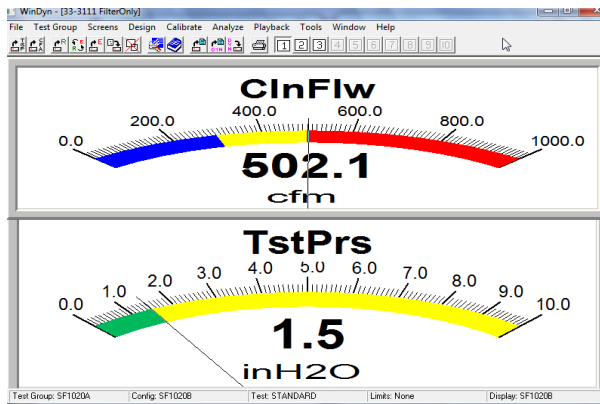 WinDyn - [33-3111 FilterOnly]
File Test Group Screens Design Calibrate Analyze Playback Tools Window Help
1 2 3 4 5 6 7 8 9 10
ClnFlw
0.0 200.0 400.0 600.0 800.0 1000.0
502.1
cfm
TstPrs
0.0 1.0 2.0 3.0 4.0 5.0 6.0 7.0 8.0 9.0 10.0
1.5
inH2O
Test Group: SF1020A Config: SF1020B Test: STANDARD Limits: None Display: SF1020B